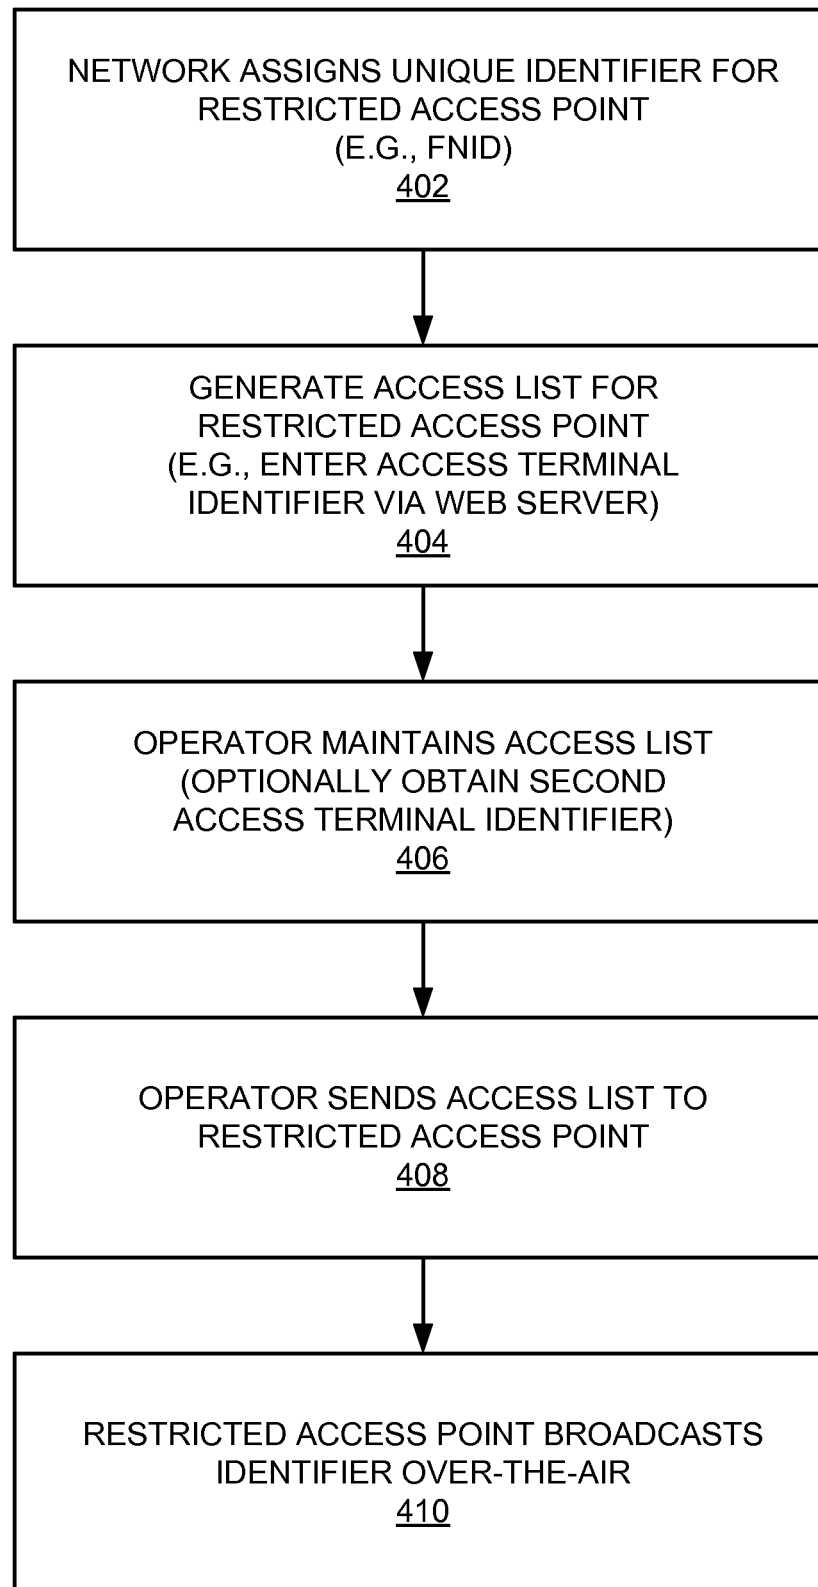 NETWORK ASSIGNS UNIQUE IDENTIFIER FOR
RESTRICTED ACCESS POINT
(E.G., FNID)
402
GENERATE ACCESS LIST FOR
RESTRICTED ACCESS POINT
(E.G., ENTER ACCESS TERMINAL
IDENTIFIER VIA WEB SERVER)
404
OPERATOR MAINTAINS ACCESS LIST
(OPTIONALLY OBTAIN SECOND
ACCESS TERMINAL IDENTIFIER)
406
OPERATOR SENDS ACCESS LIST TO
RESTRICTED ACCESS POINT
408
RESTRICTED ACCESS POINT BROADCASTS
IDENTIFIER OVER-THE-AIR
410